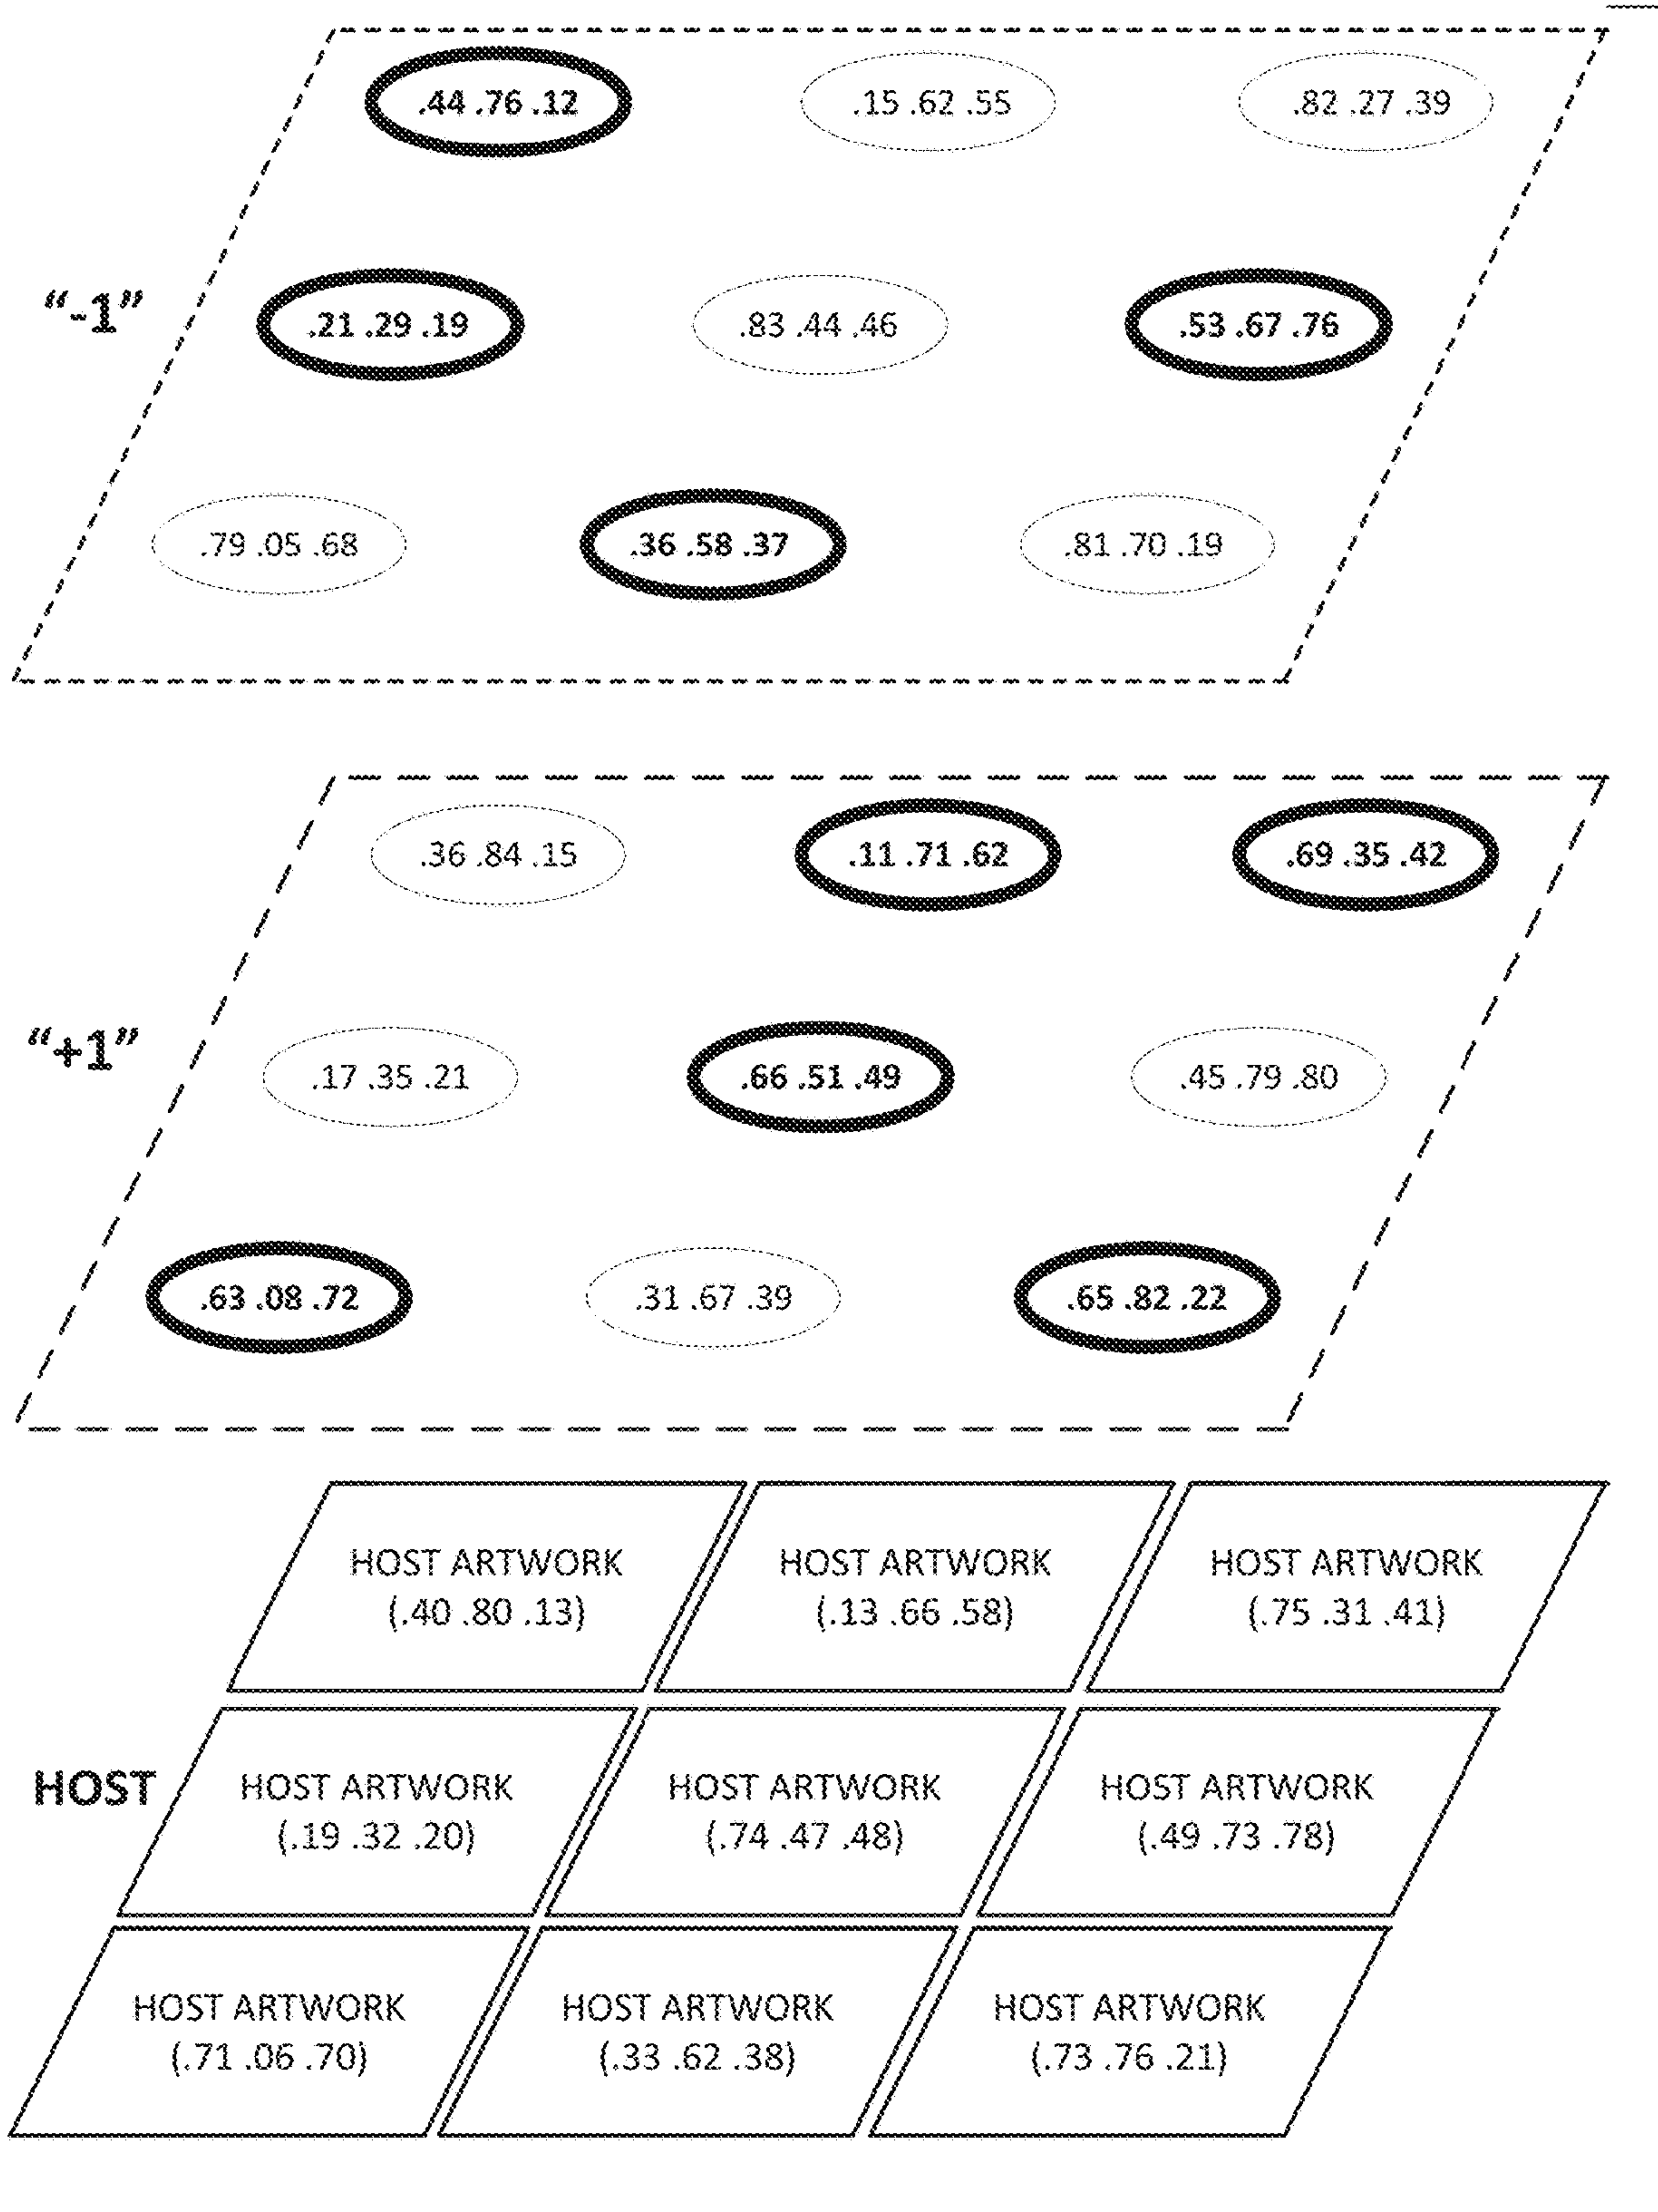 .44 .76 .12 .15 .62 .55 .82 .27 .39
“-1”
.21 .29 .19 .83 .44 .46 .53 .67 .76
.79 .05 .68 .36 .58 .37 .81 .70 .19
.36 .84 .15 .11 .71 .62 .69 .35 .42
“+1”
.17 .35 .21 .66 .51 .49 .45 .79 .80
.63 .08 .72 .31 .67 .39 .65 .82 .22
HOST ARTWORK HOST ARTWORK HOST ARTWORK
(.40 .80 .13) (.13 .66 .58) (.75 .31 .41)
HOST
HOST ARTWORK HOST ARTWORK HOST ARTWORK
(.19 .32 .20) (.74 .47 .48) (.49 .73 .78)
HOST ARTWORK HOST ARTWORK HOST ARTWORK
(.71 .06 .70) (.33 .62 .38) (.73 .76 .21)